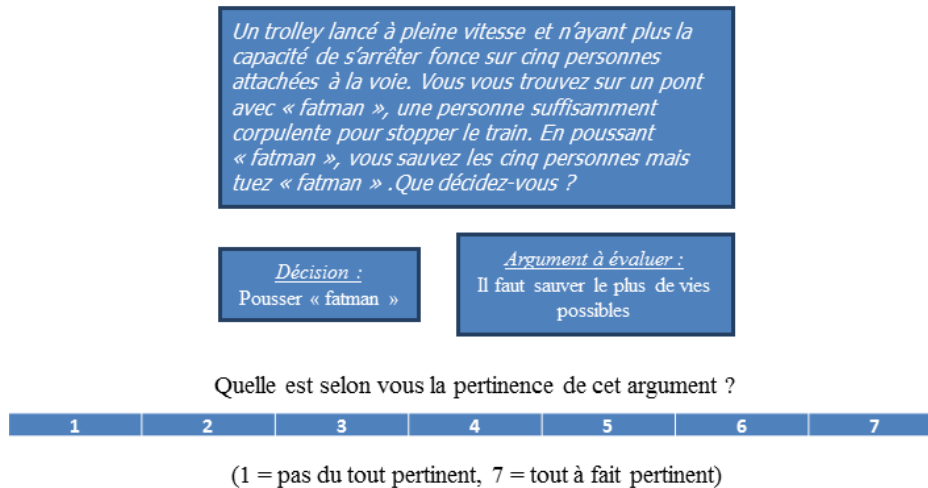 Un trolley lancé à pleine vitesse et n'ayant plus la
capacité de s'arrêter fonce sur cinq personnes
attachées à la voie. Vous vous trouvez sur un pont
avec « fatman », une personne suffisamment
corpulente pour stopper le train. En poussant
« fatman », vous sauvez les cinq personnes mais
tuez « fatman » .Que décidez-vous ?
Décision :
Pousser « fatman »
Argument à évaluer :
Il faut sauver le plus de vies
possibles
Quelle est selon vous la pertinence de cet argument ?
1 2 3 4 5 6 7
(1 = pas du tout pertinent, 7 = tout à fait pertinent)